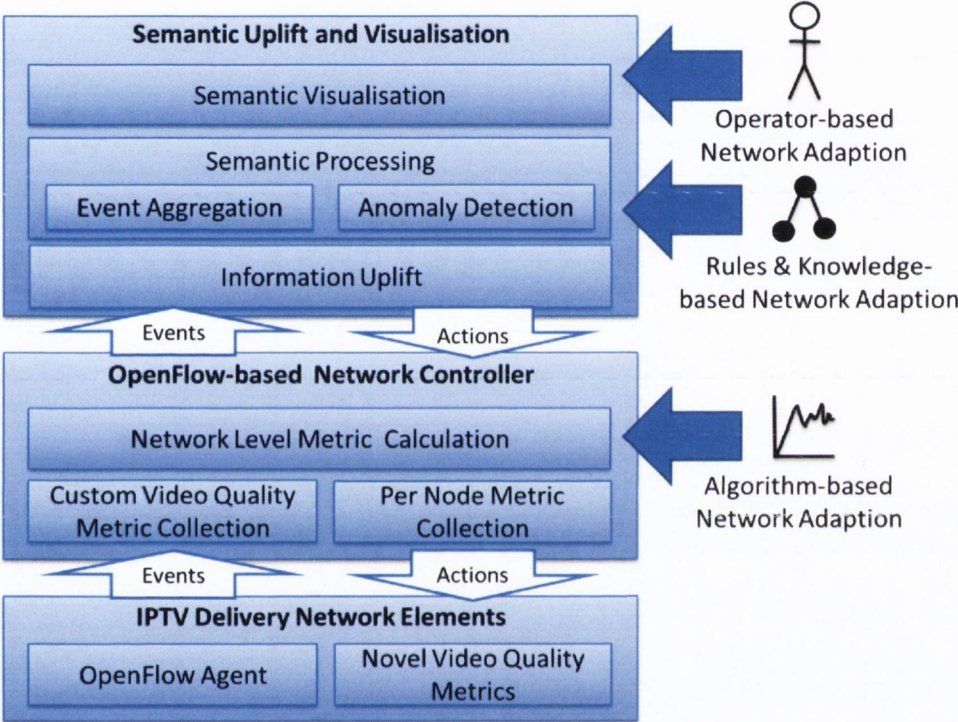 Semantic Uplift and Visualisation
Semantic Visualisation
Semantic Processing
Event Aggregation
Anomaly Detection
Information Uplift
Operator-based
Network Adaption
Rules & Knowledge-
based Network Adaption
Events
Actions
OpenFlow-based Network Controller
Network Level Metric Calculation
Custom Video Quality
Metric Collection
Per Node Metric
Collection
Algorithm-based
Network Adaption
Events
Actions
IPTV Delivery Network Elements
OpenFlow Agent
Novel Video Quality
Metrics